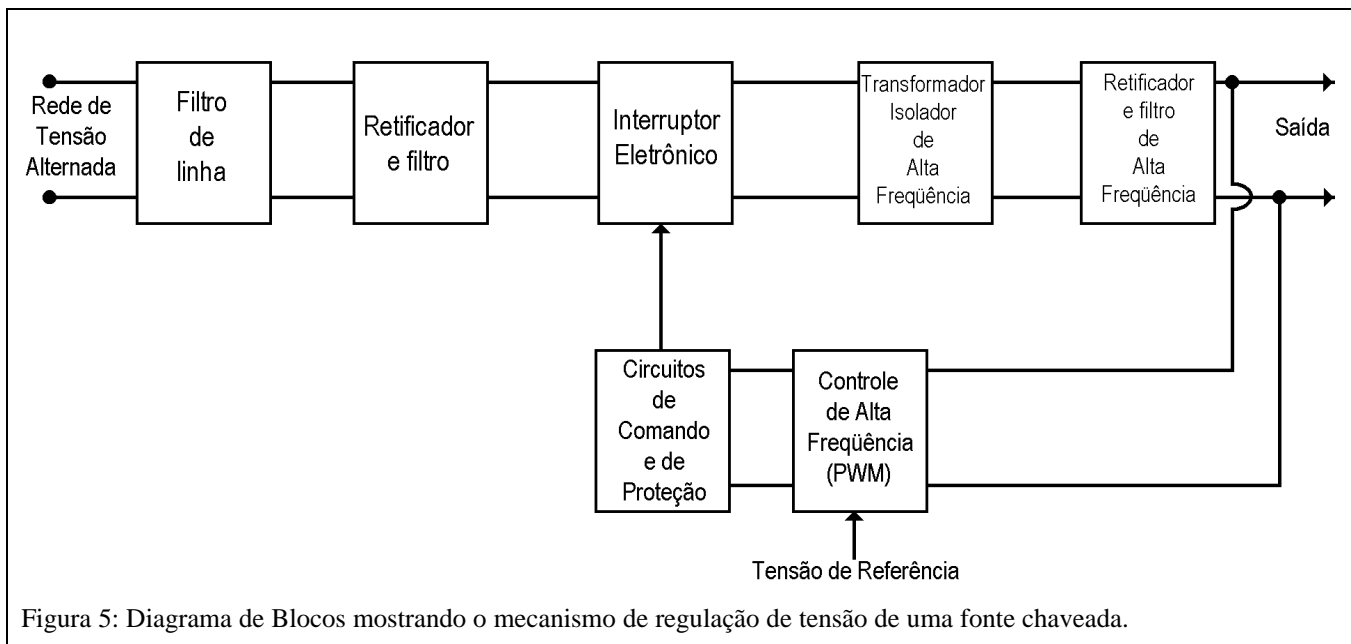 Rede de
Tensão
Alternada
Filtro
de
linha
Retificador
e filtro
Interruptor
Eletrônico
Transformador
Isolador
de
Alta
Freqüência
Retificador
e filtro
de
Alta
Freqüência
Saída
Circuitos
de
Comando
e de
Proteção
Controle
de Alta
Freqüência
(PWM)
Tensão de Referência
Figura 5: Diagrama de Blocos mostrando o mecanismo de regulação de tensão de uma fonte chaveada.